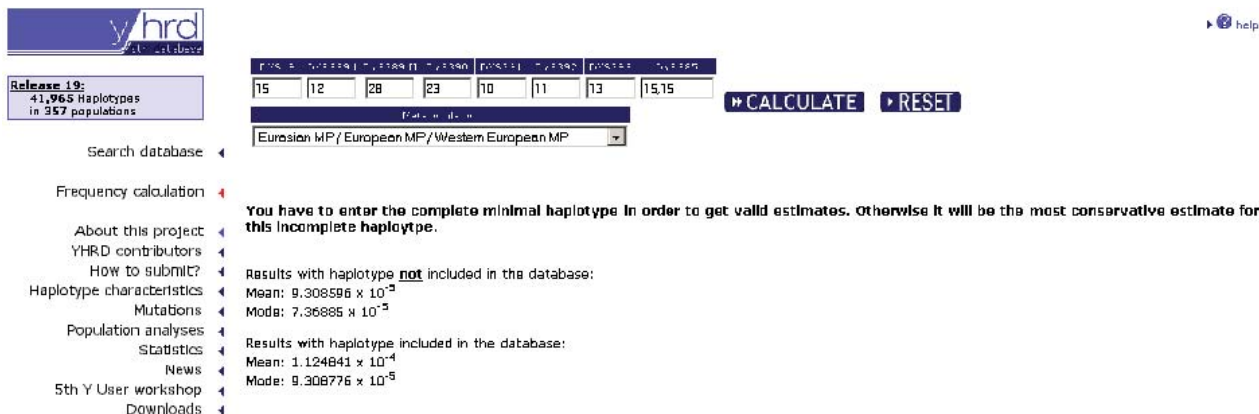 yhrd
help
Release 19:
41,965 Haplotypes
in 357 populations
15 12 28 23 10 11 13 15,15
CALCULATE RESET
Eurasian MP / European MP / Western European MP
Search database
Frequency calculation
You have to enter the complete minimal haplotype in order to get valid estimates. Otherwise it will be the most conservative estimate for
this incomplete haploytpe.
About this project
YHRD contributors
How to submit?
Haplotype characteristics
Mutations
Population analyses
Statistics
News
5th Y User workshop
Downloads
Results with haplotype not included in the database:
Mean: 9.308596 x 10⁻⁵
Mode: 7.36885 x 10⁻⁵
Results with haplotype included in the database:
Mean: 1.124841 x 10⁻⁴
Mode: 9.308776 x 10⁻⁵